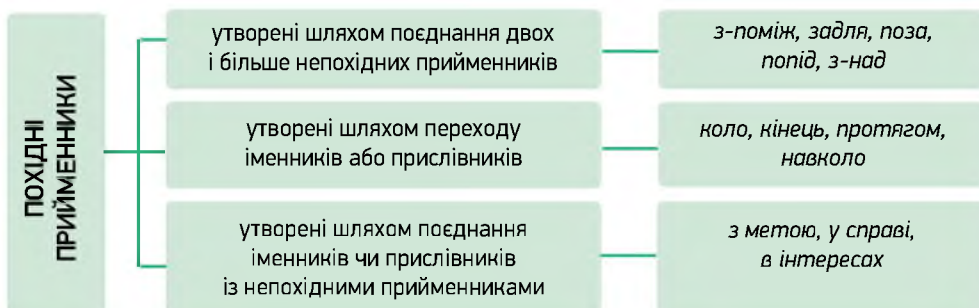 ПОХІДНІ
ПРИЙМЕННИКИ
утворені шляхом поєднання двох
і більше непохідних прийменників
з-поміж, задля, поза,
попід, з-над
утворені шляхом переходу
іменників або прислівників
коло, кінець, протягом,
навколо
утворені шляхом поєднання
іменників чи прислівників
із непохідними прийменниками
з метою, у справі,
в інтересах